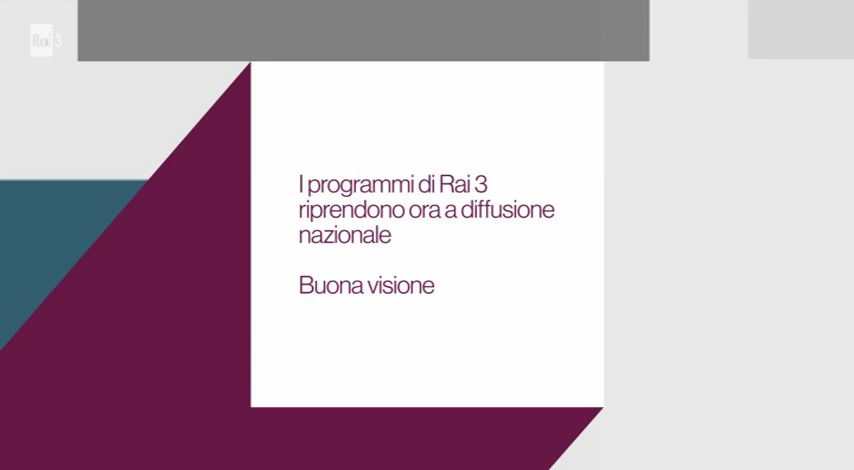 Rai 3
I programmi di Rai 3
riprendono ora a diffusione
nazionale
Buona visione